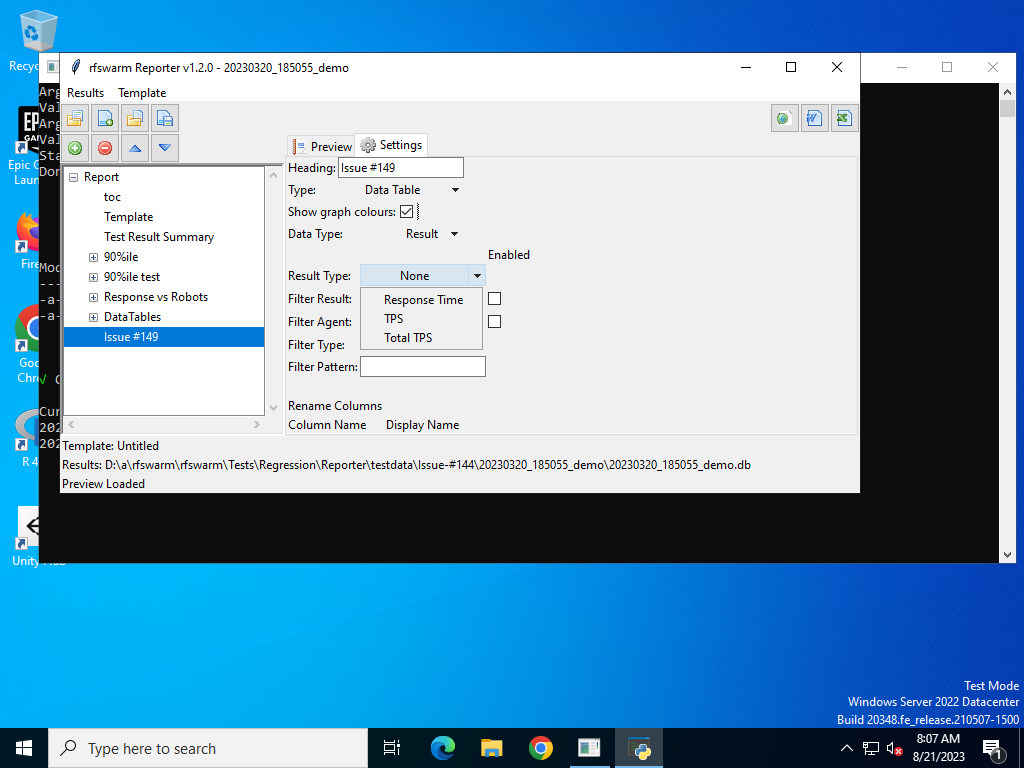 Recyc
rfswarm Reporter v1.2.0 - 20230320_185055_demo
Results Template
Preview
Settings
Heading: Issue #149
Type: Data Table
Show graph colours:
Data Type: Result
Enabled
Result Type: None
Response Time
TPS
Total TPS
Filter Result:
Filter Agent:
Filter Type:
Filter Pattern:
Rename Columns
Column Name Display Name
Report
toc
Template
Test Result Summary
90%ile
90%ile test
Response vs Robots
DataTables
Issue #149
Template: Untitled
Results: D:\a\rfswarm\rfswarm\Tests\Regression\Reporter\testdata\Issue-#144\20230320_185055_demo\20230320_185055_demo.db
Preview Loaded
Arg
Val
Arg
Val
Sta
Dor
Mod
---
-a-
-a-
Cur
202
202
EPIC
GA
Epic G
Laun
Fire
Goo
Chro
R 4
Unity Hub
Test Mode
Windows Server 2022 Datacenter
Build 20348.fe_release.210507-1500
Type here to search
8:07 AM
8/21/2023
1